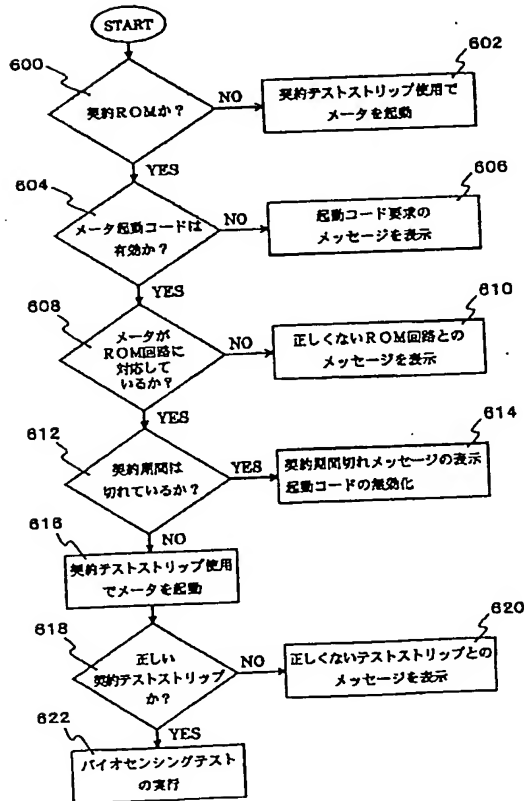 START
600
契約ROMか？
NO
602
契約テストストリップ使用で
メータを起動
YES
604
メータ起動コードは
有効か？
NO
606
起動コード要求の
メッセージを表示
YES
608
メータが
ROM回路に
対応して
いるか？
NO
610
正しくないROM回路との
メッセージを表示
YES
612
契約期間は
切れているか？
YES
614
契約期間切れメッセージの表示
起動コードの無効化
NO
616
契約テストストリップ使用
でメータを起動
618
正しい
契約テストストリップ
か？
NO
620
正しくないテストストリップとの
メッセージを表示
YES
622
バイオセンシングテスト
の実行